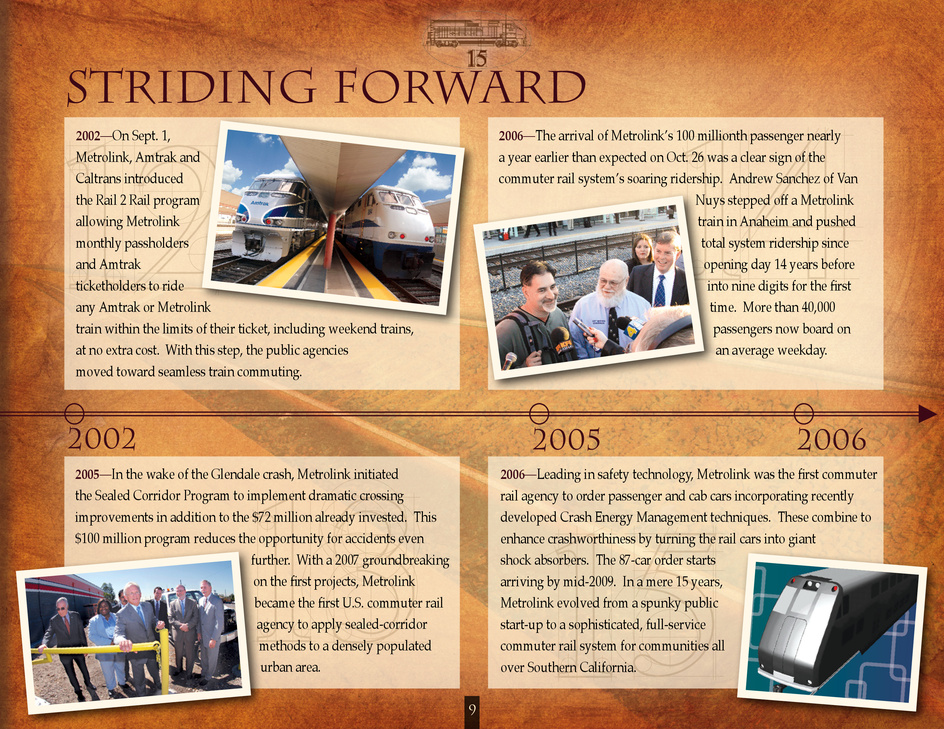 15
STRIDING FORWARD
2002—On Sept. 1,
Metrolink, Amtrak and
Caltrans introduced
the Rail 2 Rail program
allowing Metrolink
monthly passholders
and Amtrak
ticketholders to ride
any Amtrak or Metrolink
train within the limits of their ticket, including weekend trains,
at no extra cost.  With this step, the public agencies
moved toward seamless train commuting.
12
Amtrak
2006—The arrival of Metrolink's 100 millionth passenger nearly
a year earlier than expected on Oct. 26 was a clear sign of the
commuter rail system's soaring ridership.  Andrew Sanchez of Van
Nuys stepped off a Metrolink
train in Anaheim and pushed
total system ridership since
opening day 14 years before
into nine digits for the first
time.  More than 40,000
passengers now board on
an average weekday.
14
4
2002
2005
2006
2005—In the wake of the Glendale crash, Metrolink initiated
the Sealed Corridor Program to implement dramatic crossing
improvements in addition to the $72 million already invested.  This
$100 million program reduces the opportunity for accidents even
further.  With a 2007 groundbreaking
on the first projects, Metrolink
became the first U.S. commuter rail
agency to apply sealed-corridor
methods to a densely populated
urban area.
13
2006—Leading in safety technology, Metrolink was the first commuter
rail agency to order passenger and cab cars incorporating recently
developed Crash Energy Management techniques.  These combine to
enhance crashworthiness by turning the rail cars into giant
shock absorbers.  The 87-car order starts
arriving by mid-2009.  In a mere 15 years,
Metrolink evolved from a spunky public
start-up to a sophisticated, full-service
commuter rail system for communities all
over Southern California.
15
9